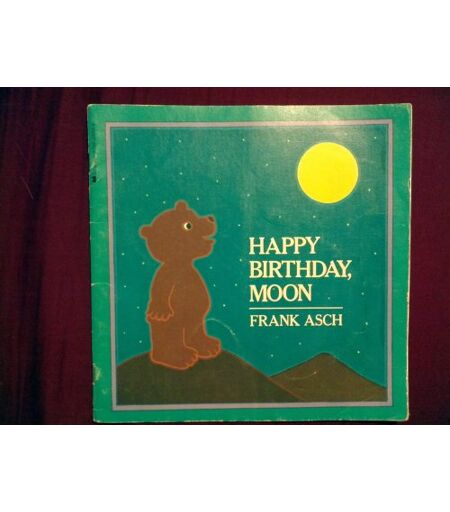 HAPPY
BIRTHDAY,
MOON
FRANK ASCH